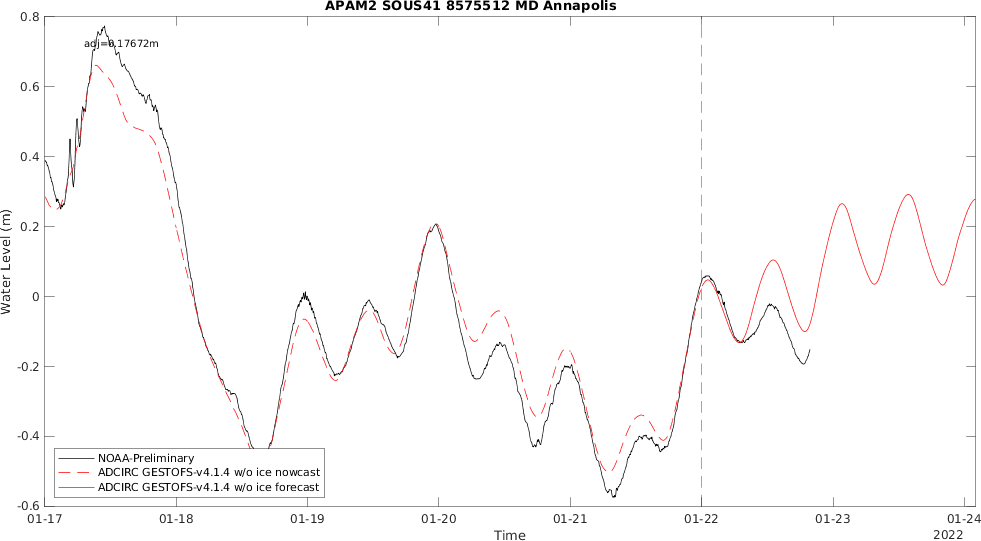 APAM2 SOUS41 8575512 MD Annapolis
0.8
adj=0.17672m
0.6
0.4
0.2
0
-0.2
-0.4
-0.6
Water Level (m)
NOAA-Preliminary
ADCIRC GESTOFS-v4.1.4 w/o ice nowcast
ADCIRC GESTOFS-v4.1.4 w/o ice forecast
01-17 01-18 01-19 01-20 01-21 01-22 01-23 01-24
Time
2022